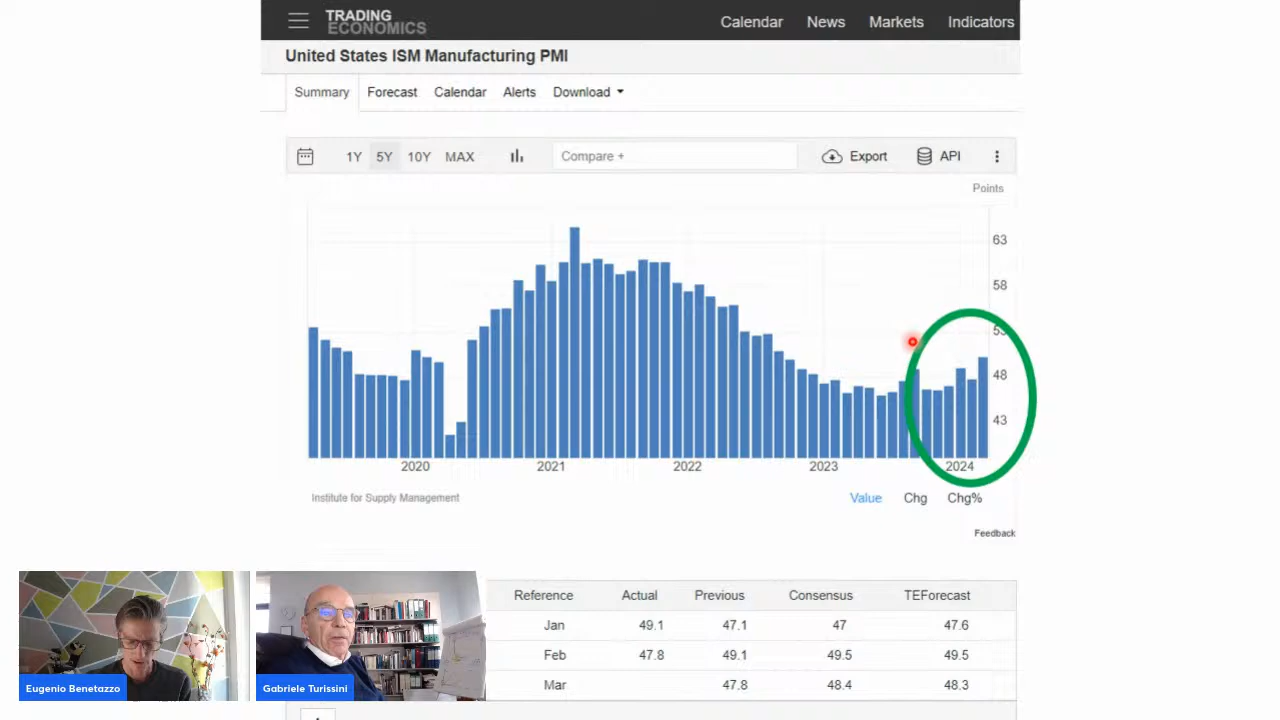 TRADING
ECONOMICS
Calendar News Markets Indicators
United States ISM Manufacturing PMI
Summary Forecast Calendar Alerts Download
1Y 5Y 10Y MAX Compare + Export API
Points
63
58
53
48
43
2020 2021 2022 2023 2024
Institute for Supply Management Value Chg Chg%
Feedback
Reference Actual Previous Consensus TEForecast
Jan 49.1 47.1 47 47.6
Feb 47.8 49.1 49.5 49.5
Mar 47.8 48.4 48.3
Eugenio Benetazzo
Gabriele Turissini